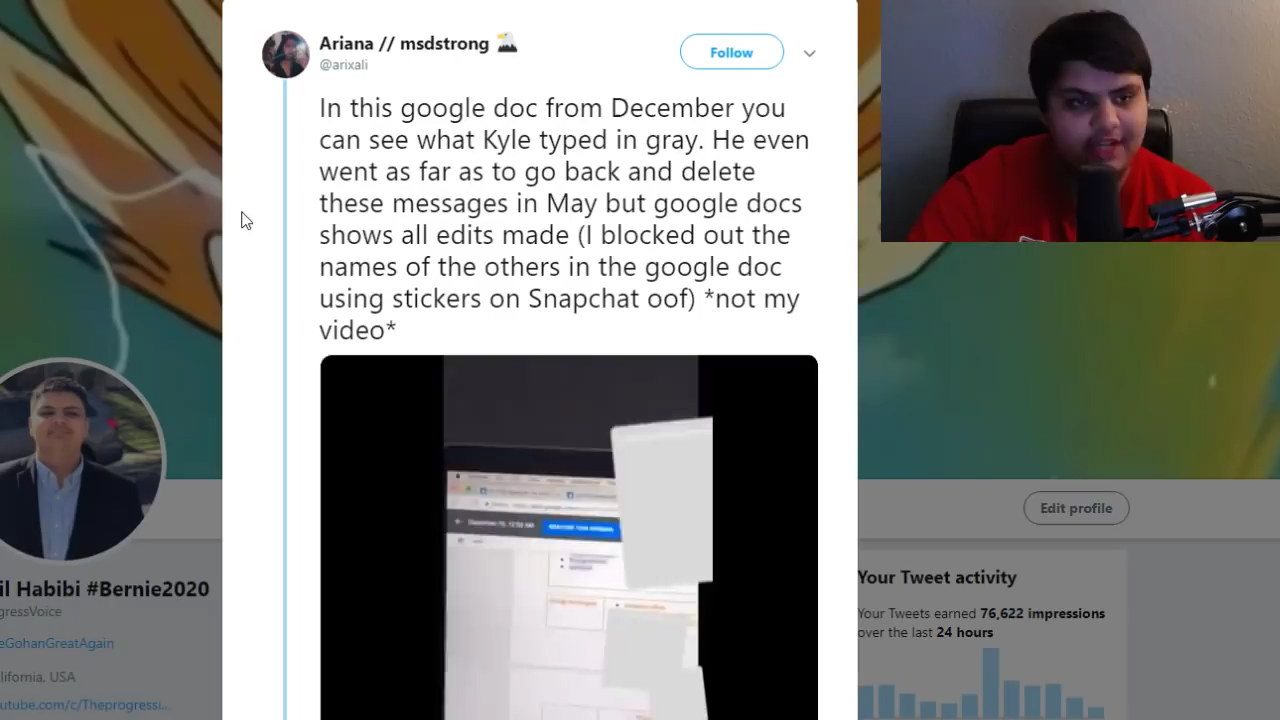 Ariana // msdstrong
@arixali
Follow
In this google doc from December you
can see what Kyle typed in gray. He even
went as far as to go back and delete
these messages in May but google docs
shows all edits made (I blocked out the
names of the others in the google doc
using stickers on Snapchat oof) *not my
video*
il Habibi #Bernie2020
gressVoice
eGohanGreatAgain
lifornia, USA
utube.com/c/Theprogressi...
Edit profile
Your Tweet activity
Your Tweets earned 76,622 impressions
over the last 24 hours